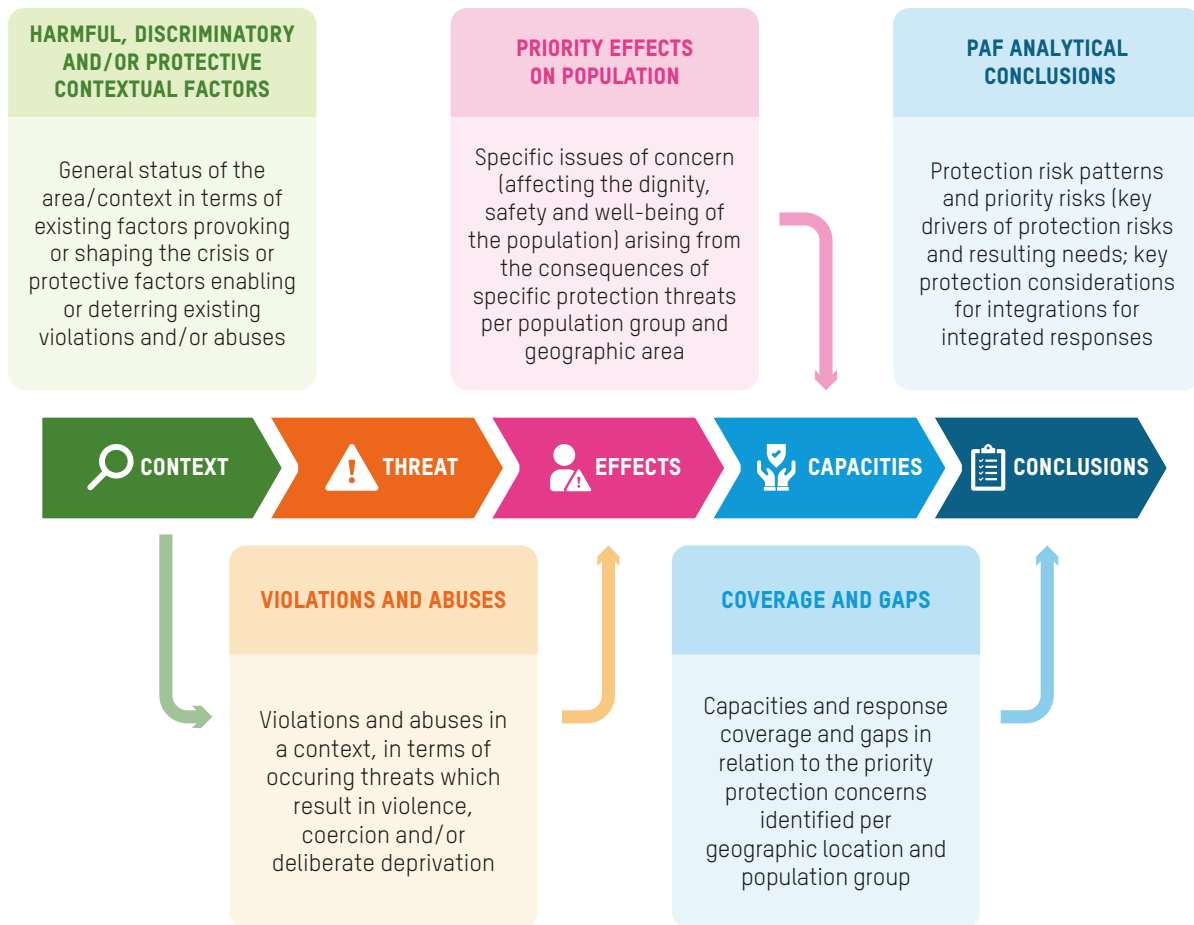 HARMFUL, DISCRIMINATORY
AND/OR PROTECTIVE
CONTEXTUAL FACTORS
General status of the
area/context in terms of
existing factors provoking
or shaping the crisis or
protective factors enabling
or deterring existing
violations and/or abuses
PRIORITY EFFECTS
ON POPULATION
Specific issues of concern
(affecting the dignity,
safety and well-being of
the population) arising from
the consequences of
specific protection threats
per population group and
geographic area
PAF ANALYTICAL
CONCLUSIONS
Protection risk patterns
and priority risks (key
drivers of protection risks
and resulting needs; key
protection considerations
for integrations for
integrated responses
CONTEXT
THREAT
EFFECTS
CAPACITIES
CONCLUSIONS
VIOLATIONS AND ABUSES
Violations and abuses in
a context, in terms of
occuring threats which
result in violence,
coercion and/or
deliberate deprivation
COVERAGE AND GAPS
Capacities and response
coverage and gaps in
relation to the priority
protection concerns
identified per
geographic location and
population group